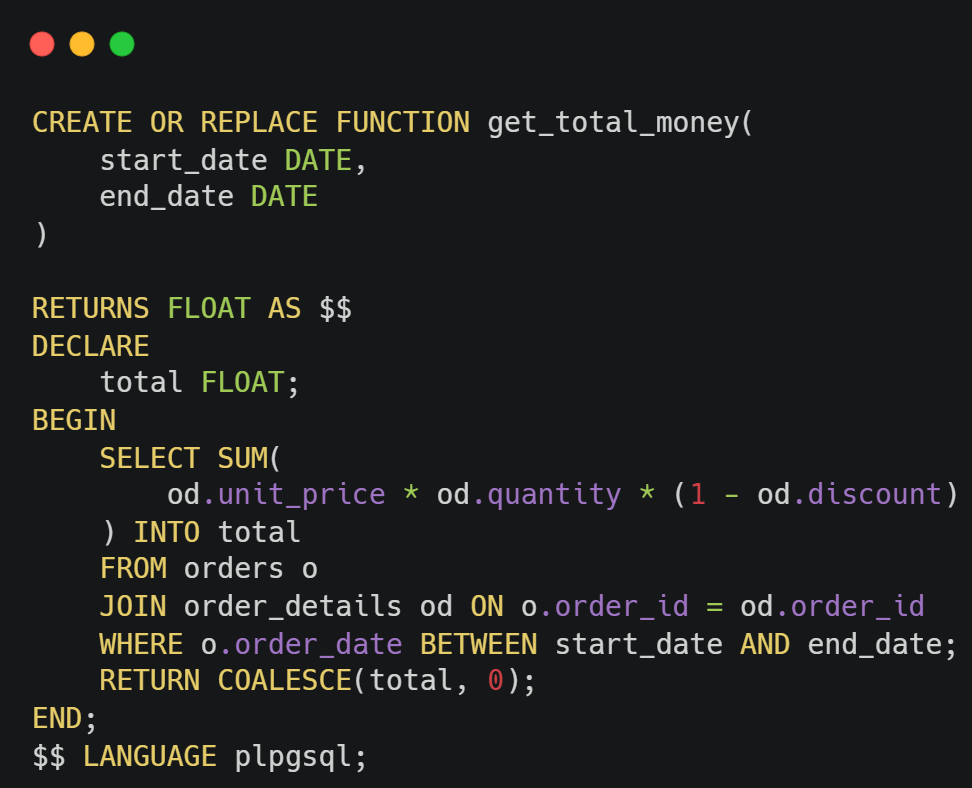 CREATE OR REPLACE FUNCTION get_total_money(
    start_date DATE,
    end_date DATE
)

RETURNS FLOAT AS $$
DECLARE
    total FLOAT;
BEGIN
    SELECT SUM(
        od.unit_price * od.quantity * (1 - od.discount)
    ) INTO total
    FROM orders o
    JOIN order_details od ON o.order_id = od.order_id
    WHERE o.order_date BETWEEN start_date AND end_date;
    RETURN COALESCE(total, 0);
END;
$$ LANGUAGE plpgsql;